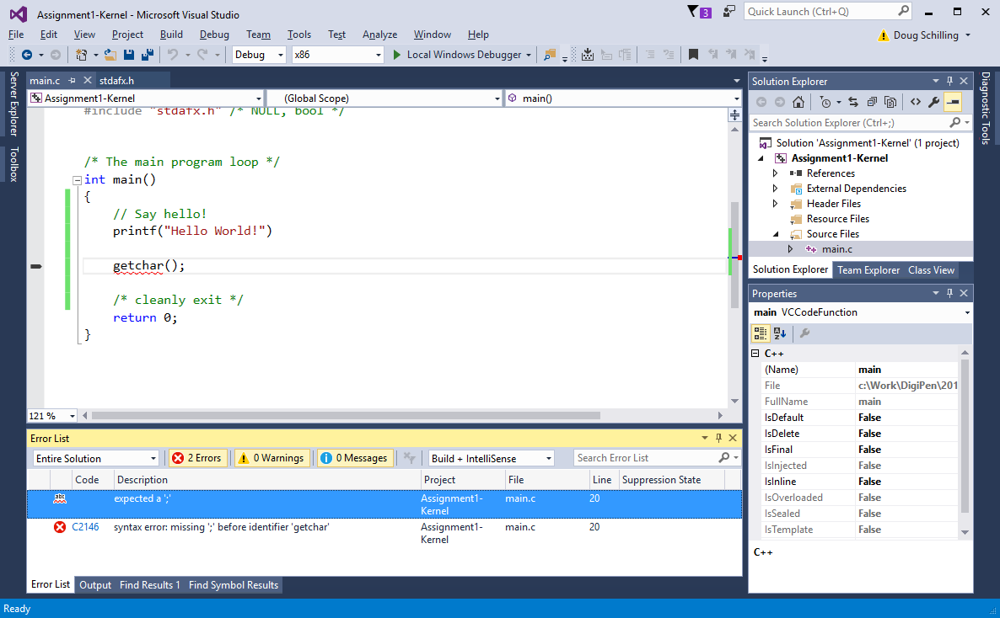 Assignment1-Kernel - Microsoft Visual Studio
3
Quick Launch (Ctrl+Q)
File Edit View Project Build Debug Team Tools Test Analyze Window Help
Doug Schilling
Debug x86 Local Windows Debugger
Server Explorer
Toolbox
main.c stdafx.h
Assignment1-Kernel (Global Scope) main()
#include "stdafx.h" /* NULL, bool */
/* The main program loop */
int main()
{
// Say hello!
printf("Hello World!")
getchar();
/* cleanly exit */
return 0;
}
121 %
Error List
Entire Solution 2 Errors 0 Warnings 0 Messages Build + IntelliSense Search Error List
Code Description Project File Line Suppression State
abc expected a ';' Assignment1- main.c 20
Kernel
C2146 syntax error: missing ';' before identifier 'getchar' Assignment1- main.c 20
Kernel
Error List Output Find Results 1 Find Symbol Results
Solution Explorer
Search Solution Explorer (Ctrl+;)
Solution 'Assignment1-Kernel' (1 project)
Assignment1-Kernel
References
External Dependencies
Header Files
Resource Files
Source Files
main.c
Solution Explorer Team Explorer Class View
Properties
main VCCodeFunction
C++
(Name) main
File c:\Work\DigiPen\201
FullName main
IsDefault False
IsDelete False
IsFinal False
IsInjected False
IsInline False
IsOverloaded False
IsSealed False
IsTemplate False
C++
Diagnostic Tools
Ready